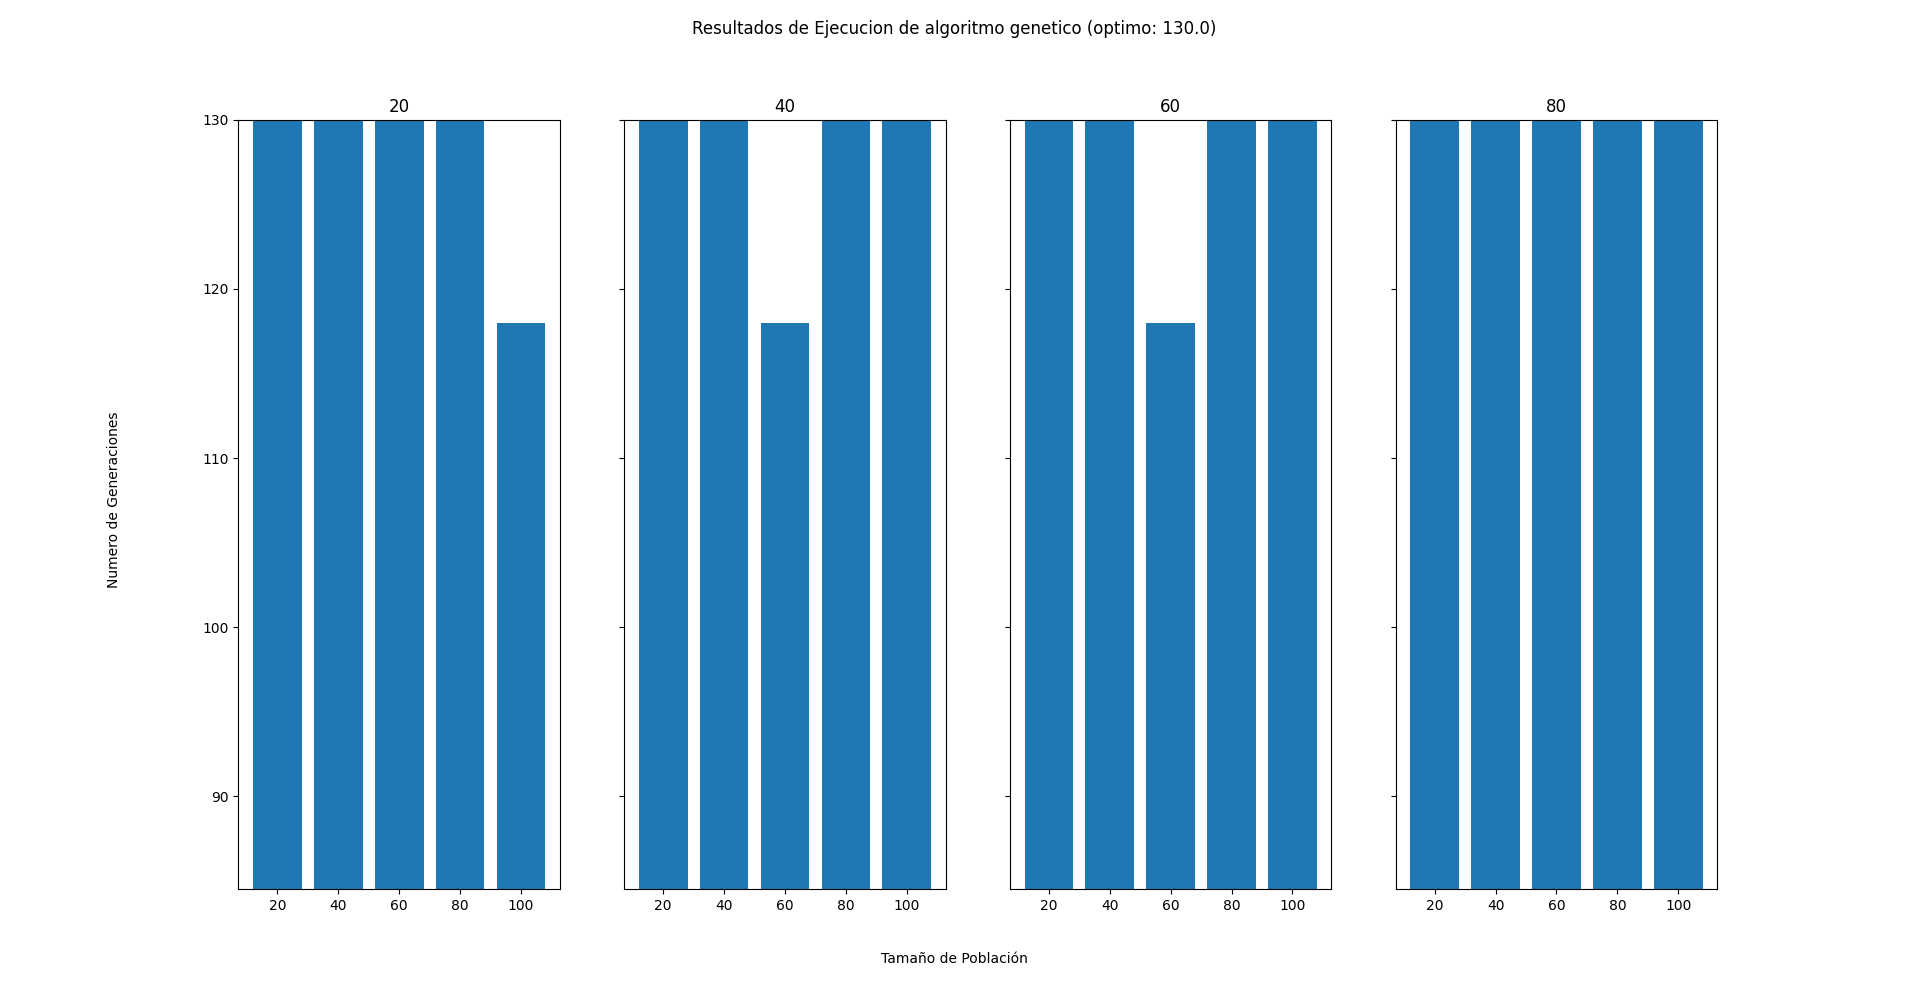 Resultados de Ejecucion de algoritmo genetico (optimo: 130.0)
20
40
60
80
130
120
110
100
90
Numero de Generaciones
20 40 60 80 100
20 40 60 80 100
20 40 60 80 100
20 40 60 80 100
Tamaño de Población